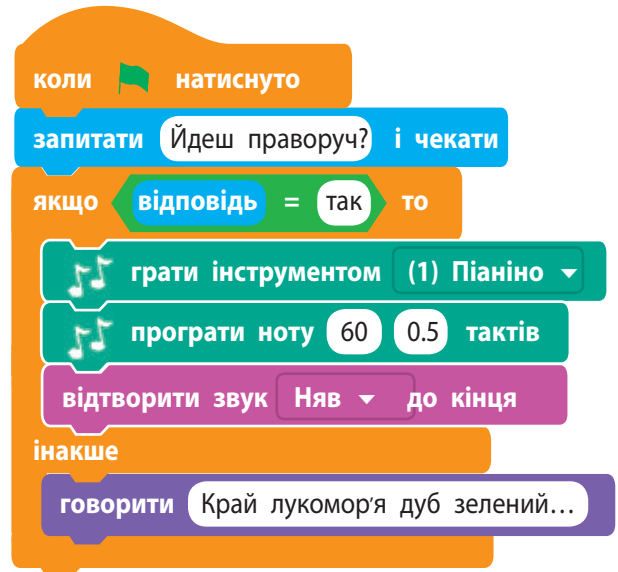 коли натиснуто
запитати Йдеш праворуч? і чекати
якщо відповідь = так то
грати інструментом (1) Піаніно
програти ноту 60 0.5 тактів
відтворити звук Няв до кінця
інакше
говорити Край лукомор'я дуб зелений...